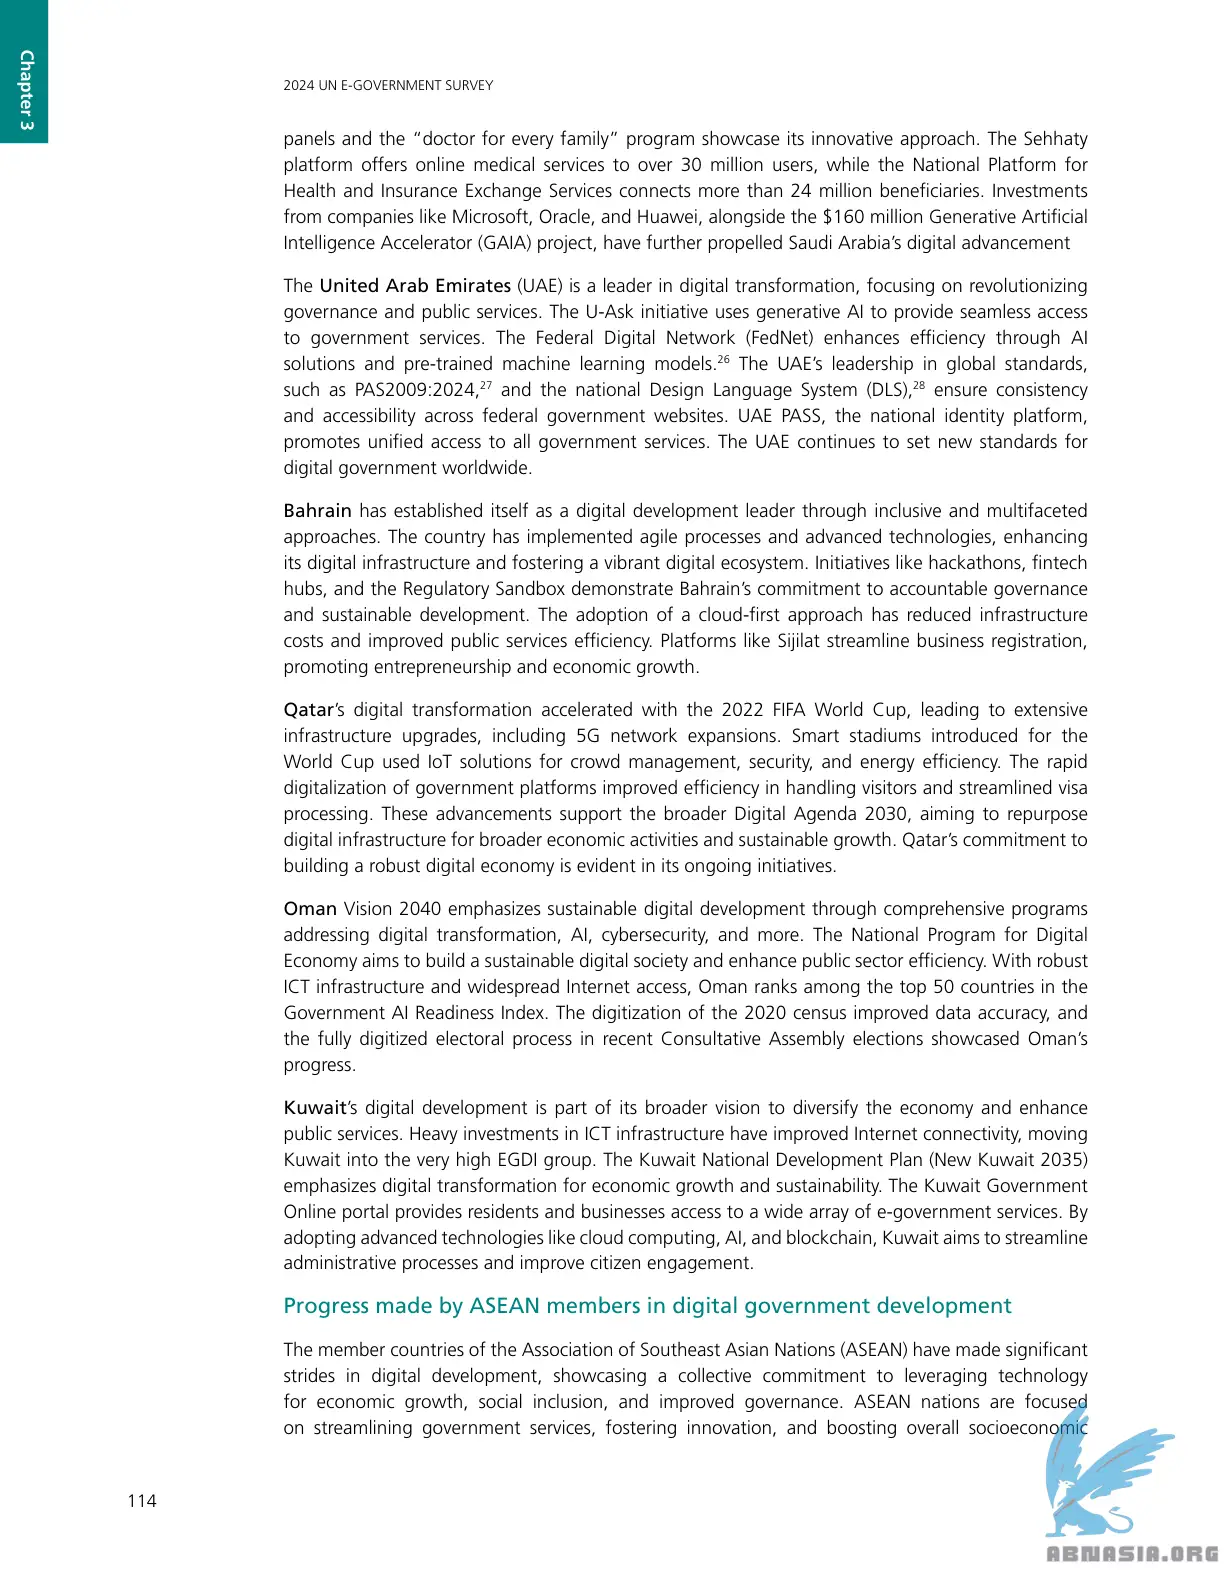 Chapter 3
2024 UN E-GOVERNMENT SURVEY
panels and the “doctor for every family” program showcase its innovative approach. The Sehhaty
platform offers online medical services to over 30 million users, while the National Platform for
Health and Insurance Exchange Services connects more than 24 million beneficiaries. Investments
from companies like Microsoft, Oracle, and Huawei, alongside the $160 million Generative Artificial
Intelligence Accelerator (GAIA) project, have further propelled Saudi Arabia’s digital advancement
The United Arab Emirates (UAE) is a leader in digital transformation, focusing on revolutionizing
governance and public services. The U-Ask initiative uses generative AI to provide seamless access
to government services. The Federal Digital Network (FedNet) enhances efficiency through AI
solutions and pre-trained machine learning models.26 The UAE’s leadership in global standards,
such as PAS2009:2024,27 and the national Design Language System (DLS),28 ensure consistency
and accessibility across federal government websites. UAE PASS, the national identity platform,
promotes unified access to all government services. The UAE continues to set new standards for
digital government worldwide.
Bahrain has established itself as a digital development leader through inclusive and multifaceted
approaches. The country has implemented agile processes and advanced technologies, enhancing
its digital infrastructure and fostering a vibrant digital ecosystem. Initiatives like hackathons, fintech
hubs, and the Regulatory Sandbox demonstrate Bahrain’s commitment to accountable governance
and sustainable development. The adoption of a cloud-first approach has reduced infrastructure
costs and improved public services efficiency. Platforms like Sijilat streamline business registration,
promoting entrepreneurship and economic growth.
Qatar’s digital transformation accelerated with the 2022 FIFA World Cup, leading to extensive
infrastructure upgrades, including 5G network expansions. Smart stadiums introduced for the
World Cup used IoT solutions for crowd management, security, and energy efficiency. The rapid
digitalization of government platforms improved efficiency in handling visitors and streamlined visa
processing. These advancements support the broader Digital Agenda 2030, aiming to repurpose
digital infrastructure for broader economic activities and sustainable growth. Qatar’s commitment to
building a robust digital economy is evident in its ongoing initiatives.
Oman Vision 2040 emphasizes sustainable digital development through comprehensive programs
addressing digital transformation, AI, cybersecurity, and more. The National Program for Digital
Economy aims to build a sustainable digital society and enhance public sector efficiency. With robust
ICT infrastructure and widespread Internet access, Oman ranks among the top 50 countries in the
Government AI Readiness Index. The digitization of the 2020 census improved data accuracy, and
the fully digitized electoral process in recent Consultative Assembly elections showcased Oman’s
progress.
Kuwait’s digital development is part of its broader vision to diversify the economy and enhance
public services. Heavy investments in ICT infrastructure have improved Internet connectivity, moving
Kuwait into the very high EGDI group. The Kuwait National Development Plan (New Kuwait 2035)
emphasizes digital transformation for economic growth and sustainability. The Kuwait Government
Online portal provides residents and businesses access to a wide array of e-government services. By
adopting advanced technologies like cloud computing, AI, and blockchain, Kuwait aims to streamline
administrative processes and improve citizen engagement.
Progress made by ASEAN members in digital government development
The member countries of the Association of Southeast Asian Nations (ASEAN) have made significant
strides in digital development, showcasing a collective commitment to leveraging technology
for economic growth, social inclusion, and improved governance. ASEAN nations are focused
on streamlining government services, fostering innovation, and boosting overall socioeconomic
114
ABNASIA.ORG